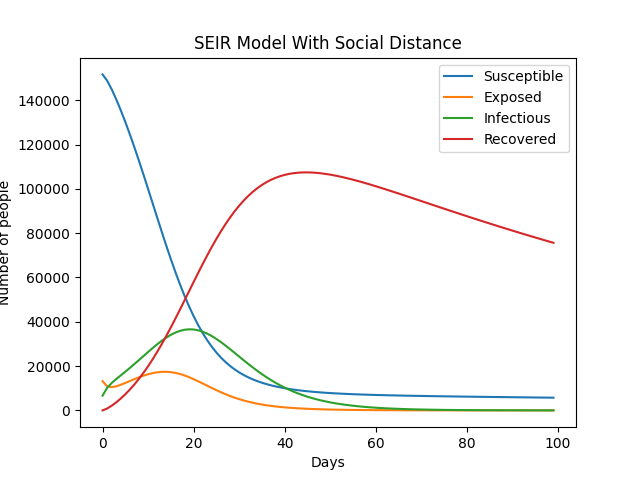 SEIR Model With Social Distance
Susceptible
Exposed
Infectious
Recovered
Number of people
140000
120000
100000
80000
60000
40000
20000
0
0 20 40 60 80 100
Days